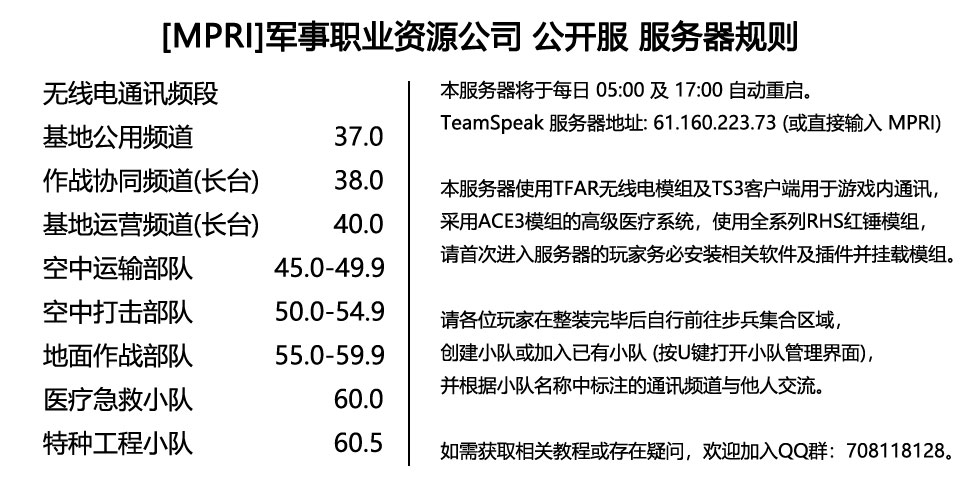 [MPRI]军事职业资源公司 公开服 服务器规则
无线电通讯频段
基地公用频道 37.0
作战协同频道(长台) 38.0
基地运营频道(长台) 40.0
空中运输部队 45.0-49.9
空中打击部队 50.0-54.9
地面作战部队 55.0-59.9
医疗急救小队 60.0
特种工程小队 60.5
本服务器将于每日 05:00 及 17:00 自动重启。
TeamSpeak 服务器地址: 61.160.223.73 (或直接输入 MPRI)
本服务器使用TFAR无线电模组及TS3客户端用于游戏内通讯，
采用ACE3模组的高级医疗系统，使用全系列RHS红锤模组，
请首次进入服务器的玩家务必安装相关软件及插件并挂载模组。
请各位玩家在整装完毕后自行前往步兵集合区域，
创建小队或加入已有小队 (按U键打开小队管理界面)，
并根据小队名称中标注的通讯频道与他人交流。
如需获取相关教程或存在疑问，欢迎加入QQ群：708118128。